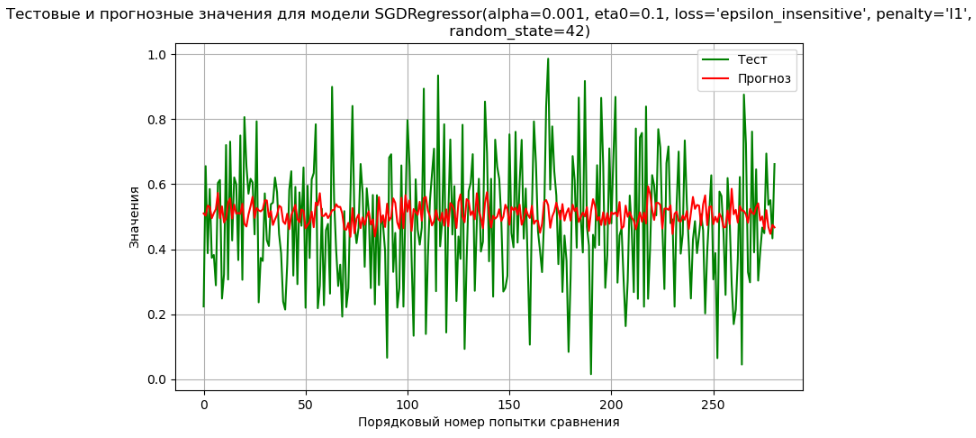 Тестовые и прогнозные значения для модели SGDRegressor(alpha=0.001, eta0=0.1, loss='epsilon_insensitive', penalty='l1',
random_state=42)
1.0
Тест
Прогноз
0.8
0.6
Значения
0.4
0.2
0.0
0 50 100 150 200 250
Порядковый номер попытки сравнения